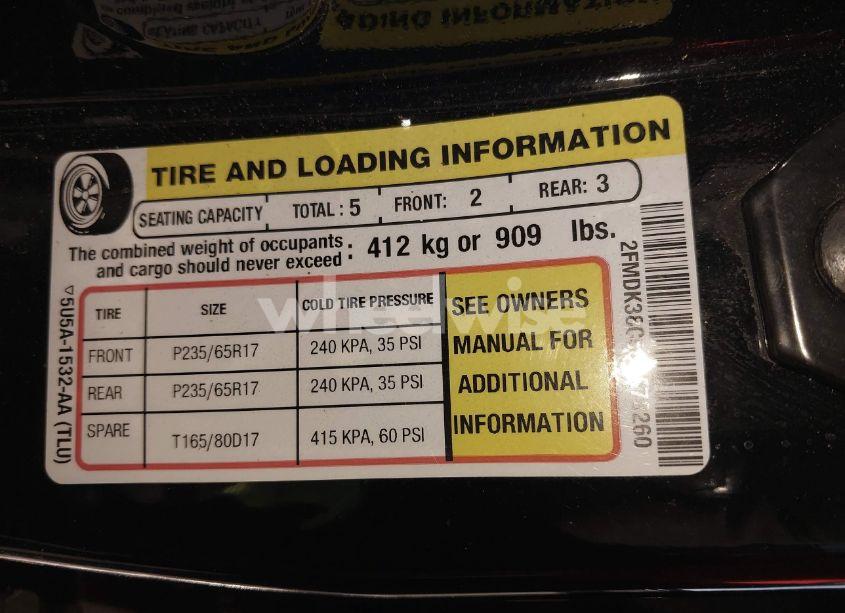 TIRE AND LOADING INFORMATION
SEATING CAPACITY TOTAL : 5 FRONT: 2 REAR: 3
The combined weight of occupants
and cargo should never exceed : 412 kg or 909 lbs.
TIRE SIZE COLD TIRE PRESSURE
FRONT P235/65R17 240 KPA, 35 PSI
REAR P235/65R17 240 KPA, 35 PSI
SPARE T165/80D17 415 KPA, 60 PSI
SEE OWNERS
MANUAL FOR
ADDITIONAL
INFORMATION
5U5A-1532-AA (TLU)
wheelwise